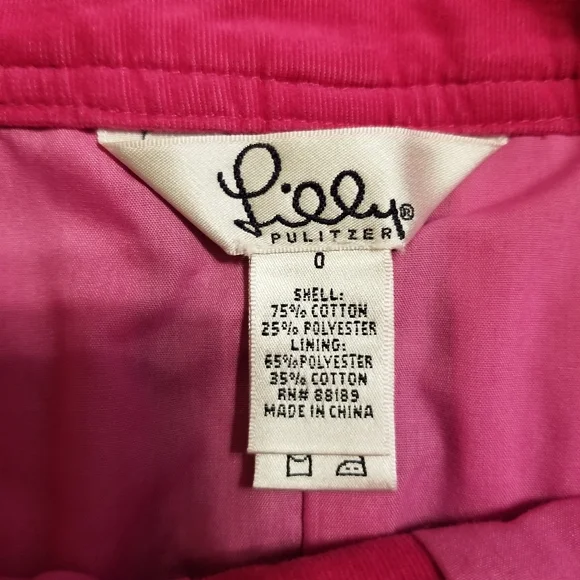 Lilly®
PULITZER
0
SHELL:
75% COTTON
25% POLYESTER
LINING:
65% POLYESTER
35% COTTON
RN# 88189
MADE IN CHINA